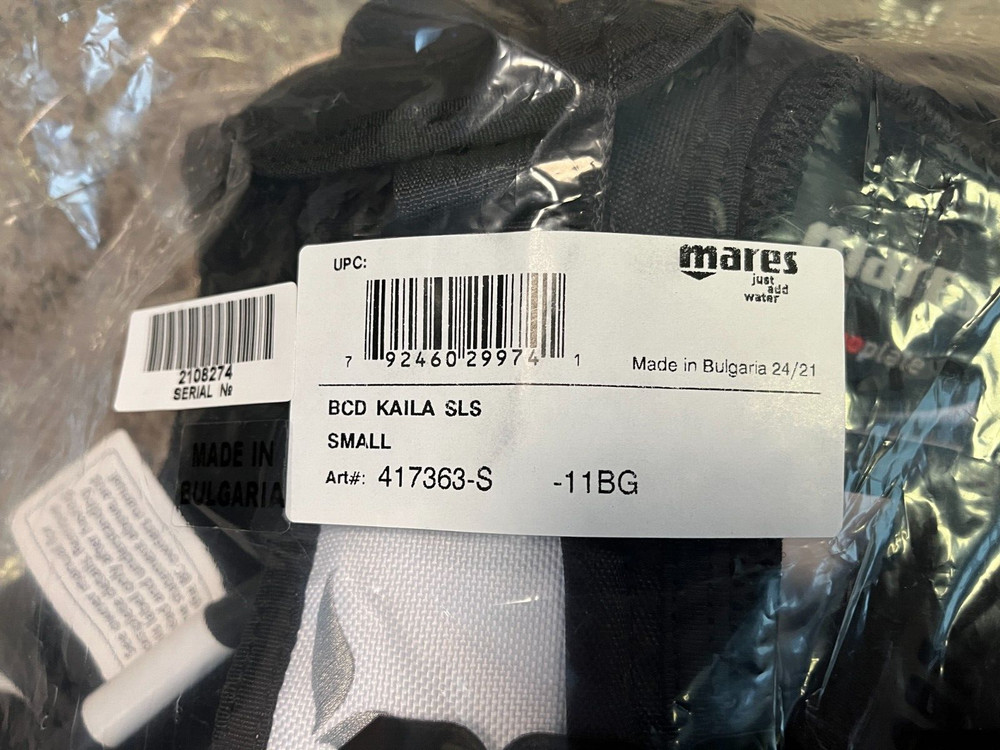 UPC:
mares
just
add
water
7 92460 29974 1
Made in Bulgaria 24/21
BCD KAILA SLS
SMALL
Art#: 417363-S -11BG
2108274
SERIAL №
MADE IN
BULGARIA
mares